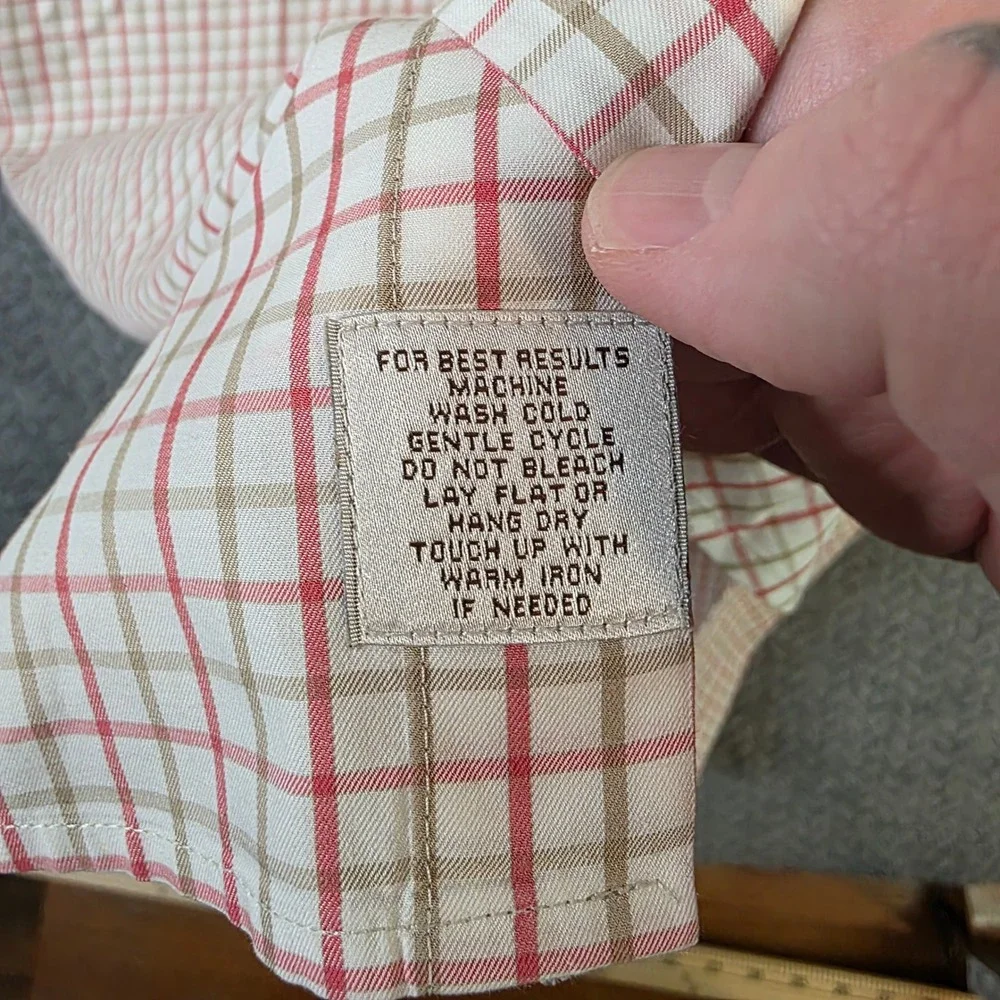 FOR BEST RESULTS
MACHINE
WASH COLD
GENTLE CYCLE
DO NOT BLEACH
LAY FLAT OR
HANG DRY
TOUCH UP WITH
WARM IRON
IF NEEDED